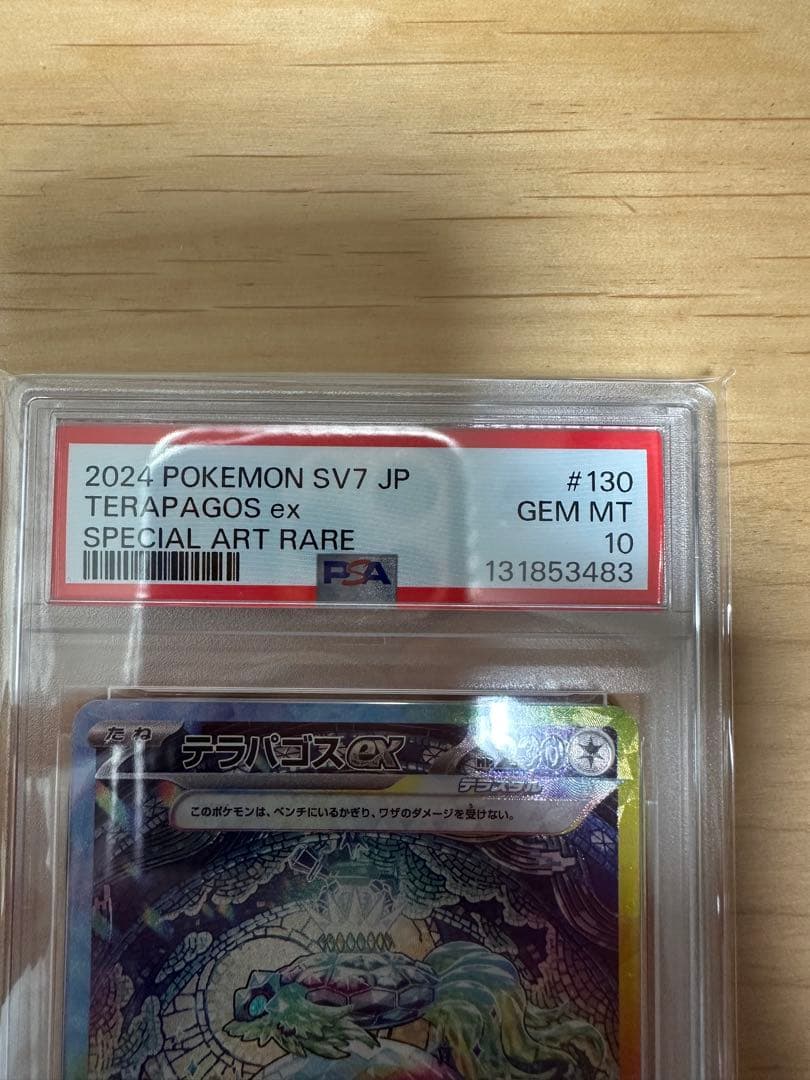 2024 POKEMON SV7 JP #130
TERAPAGOS ex GEM MT
SPECIAL ART RARE 10
PSA 131853483
たね テラパゴスex HP
テラスタル
このポケモンは、ベンチにいるかぎり、ワザのダメージを受けない。